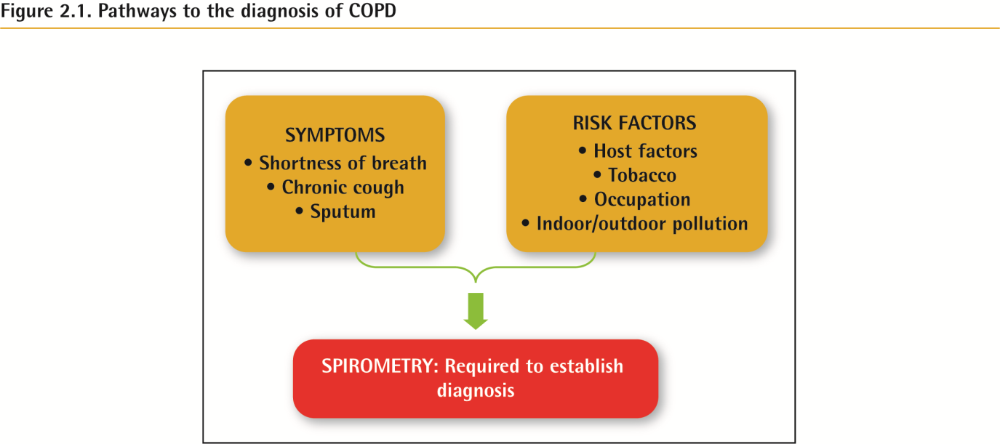 Figure 2.1. Pathways to the diagnosis of COPD
SYMPTOMS
• Shortness of breath
• Chronic cough
• Sputum
RISK FACTORS
• Host factors
• Tobacco
• Occupation
• Indoor/outdoor pollution
SPIROMETRY: Required to establish
diagnosis